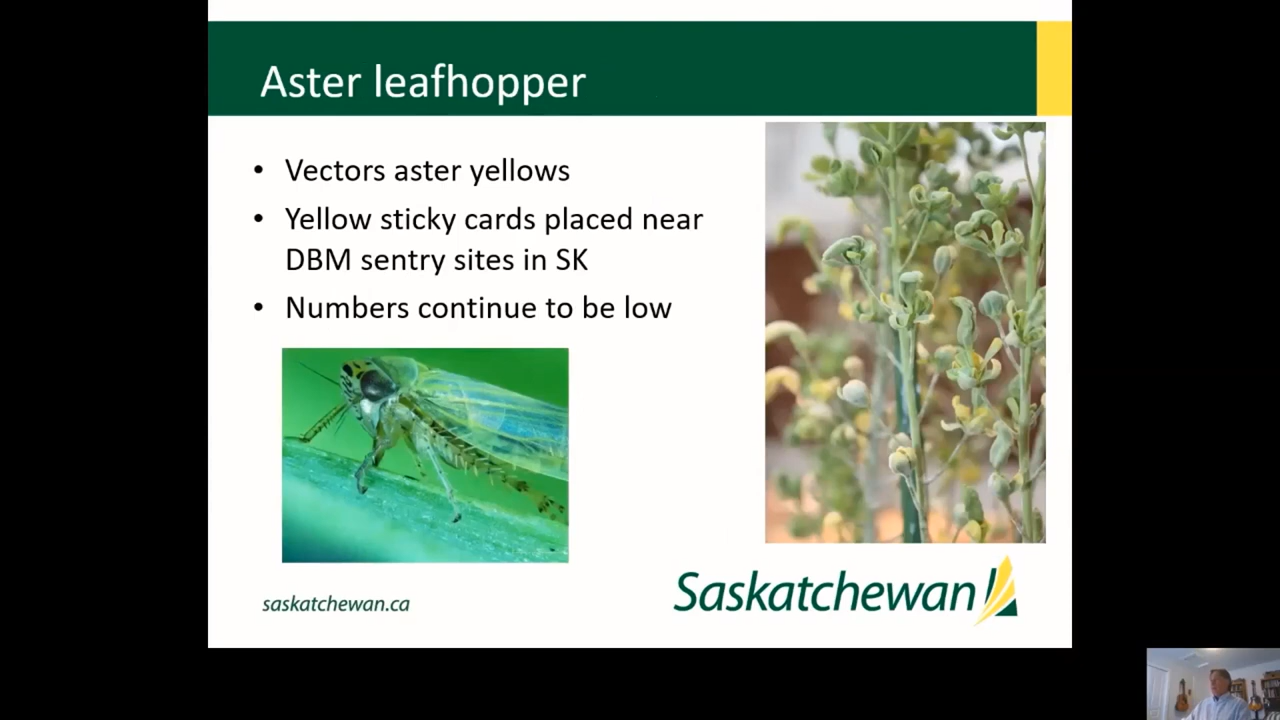 Aster leafhopper
• Vectors aster yellows
• Yellow sticky cards placed near
DBM sentry sites in SK
• Numbers continue to be low
saskatchewan.ca
Saskatchewan